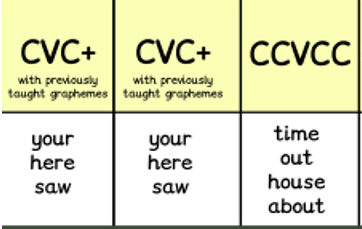 CVC+
with previously
taught graphemes
CVC+
with previously
taught graphemes
CCVCC
your
here
saw
your
here
saw
time
out
house
about